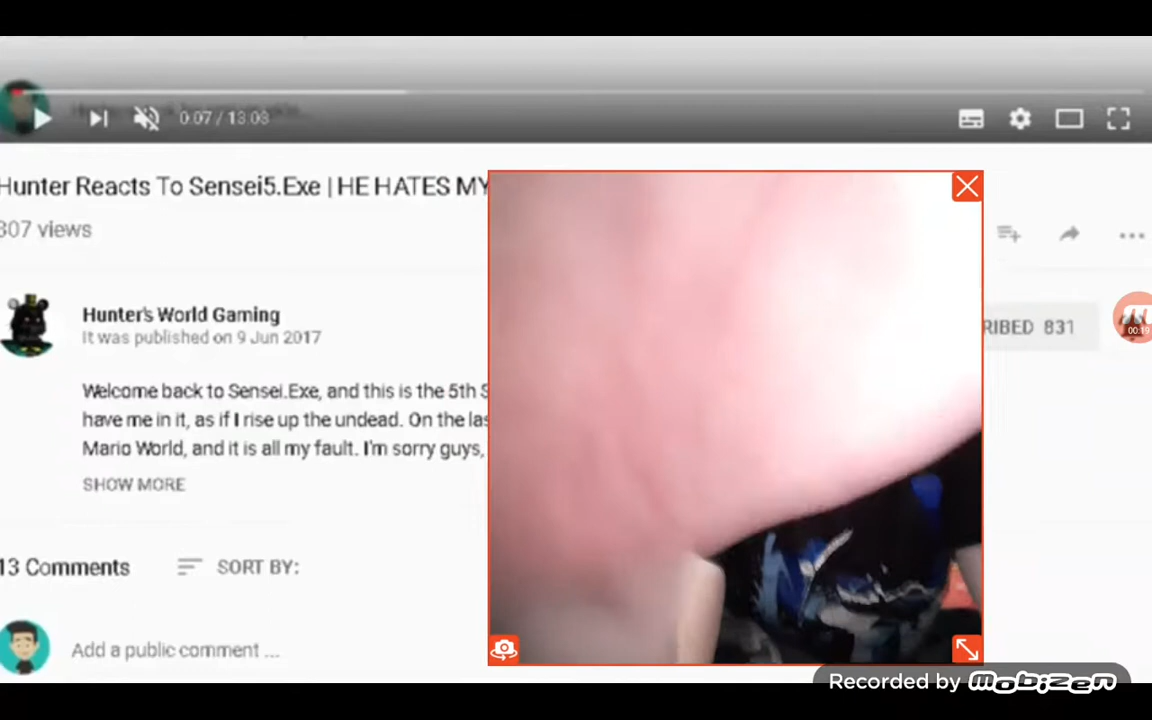 0:07 / 13:03
Hunter Reacts To Sensei5.Exe | HE HATES MY
307 views
Hunter's World Gaming
It was published on 9 Jun 2017
RIBED 831
00:19
Welcome back to Sensei.Exe, and this is the 5th S
have me in it, as if I rise up the undead. On the las
Mario World, and it is all my fault. I'm sorry guys,
SHOW MORE
13 Comments
SORT BY:
Add a public comment ...
Recorded by mobizen